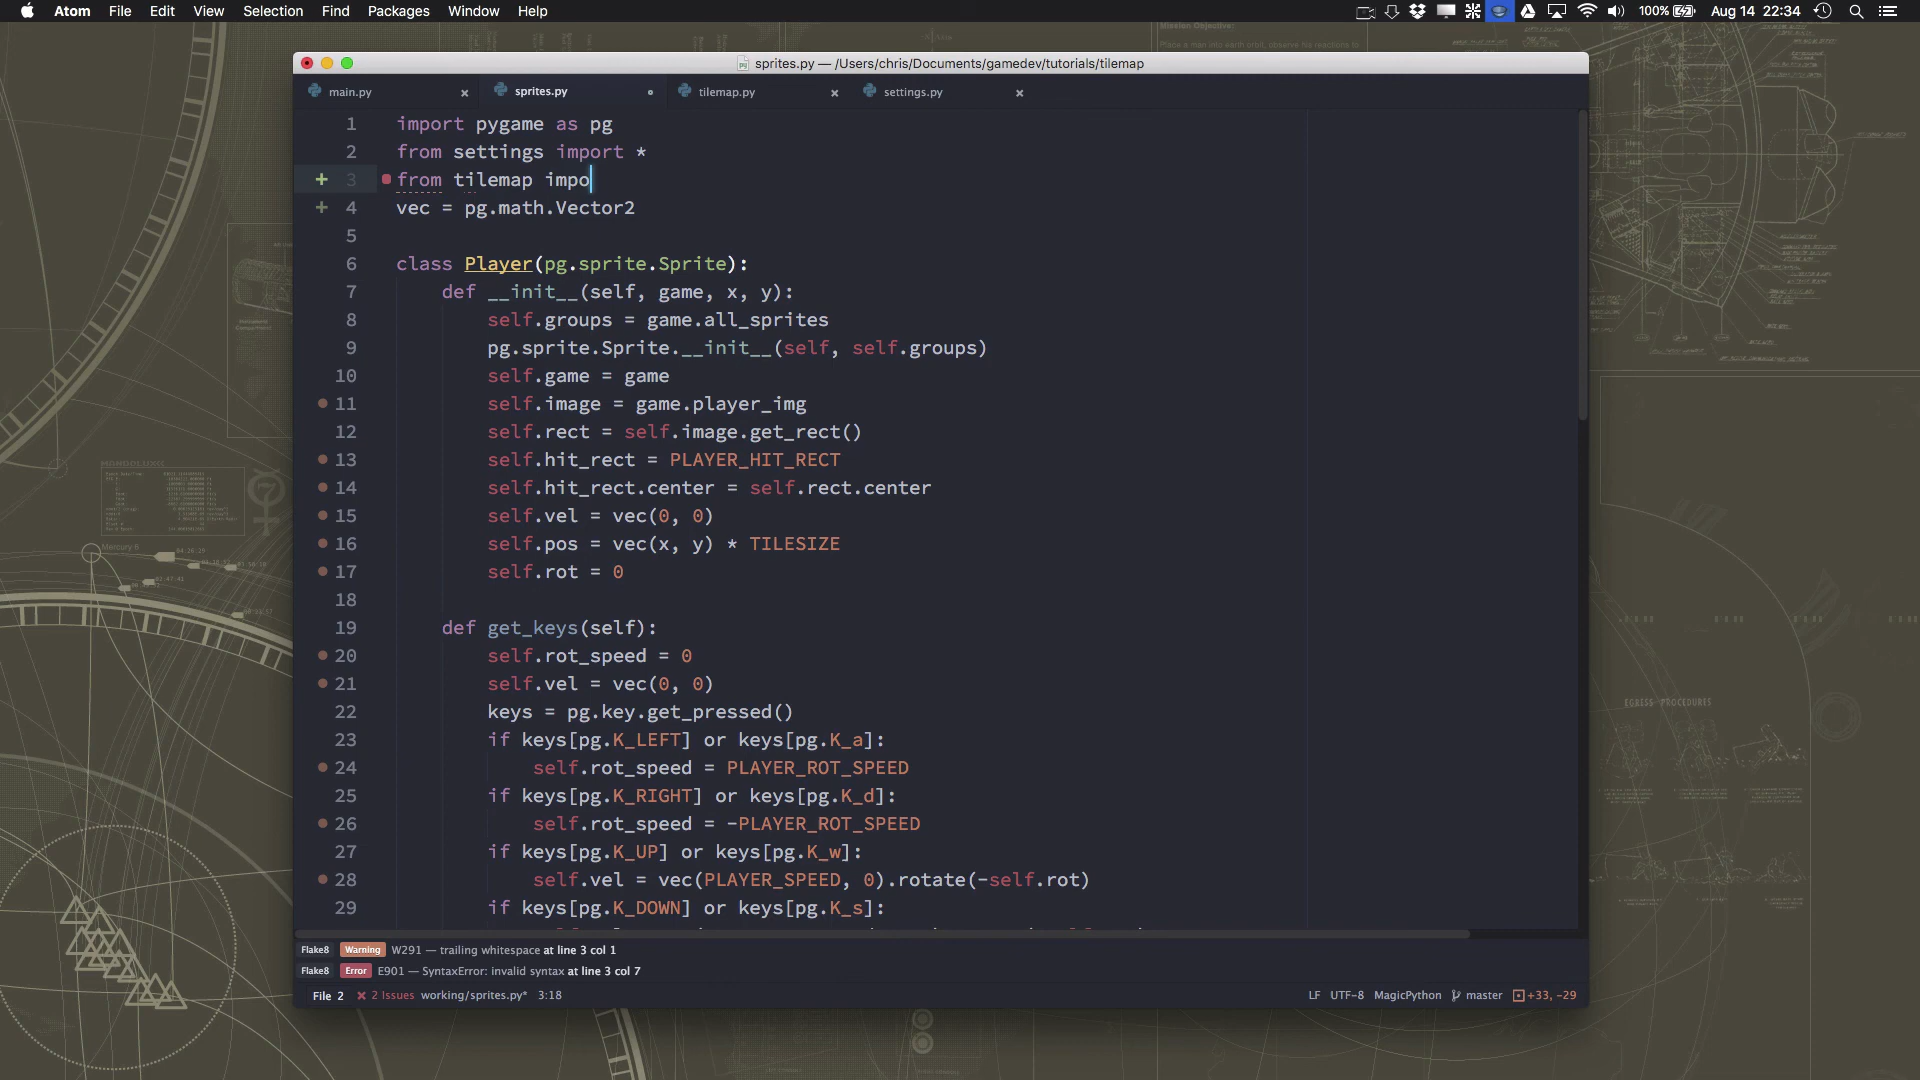 Atom File Edit View Selection Find Packages Window Help
100% Aug 14 22:34
sprites.py — /Users/chris/Documents/gamedev/tutorials/tilemap
main.py
sprites.py
tilemap.py
settings.py
1 import pygame as pg
2 from settings import *
3 from tilemap impo
4 vec = pg.math.Vector2
5
6 class Player(pg.sprite.Sprite):
7 def __init__(self, game, x, y):
8 self.groups = game.all_sprites
9 pg.sprite.Sprite.__init__(self, self.groups)
10 self.game = game
11 self.image = game.player_img
12 self.rect = self.image.get_rect()
13 self.hit_rect = PLAYER_HIT_RECT
14 self.hit_rect.center = self.rect.center
15 self.vel = vec(0, 0)
16 self.pos = vec(x, y) * TILESIZE
17 self.rot = 0
18
19 def get_keys(self):
20 self.rot_speed = 0
21 self.vel = vec(0, 0)
22 keys = pg.key.get_pressed()
23 if keys[pg.K_LEFT] or keys[pg.K_a]:
24 self.rot_speed = PLAYER_ROT_SPEED
25 if keys[pg.K_RIGHT] or keys[pg.K_d]:
26 self.rot_speed = -PLAYER_ROT_SPEED
27 if keys[pg.K_UP] or keys[pg.K_w]:
28 self.vel = vec(PLAYER_SPEED, 0).rotate(-self.rot)
29 if keys[pg.K_DOWN] or keys[pg.K_s]:
Flake8 Warning W291 — trailing whitespace at line 3 col 1
Flake8 Error E901 — SyntaxError: invalid syntax at line 3 col 7
File 2 2 Issues working/sprites.py* 3:18
LF UTF-8 MagicPython master +33, -29
Mission Objective:
Mercury 6
EGRESS PROCEDURES